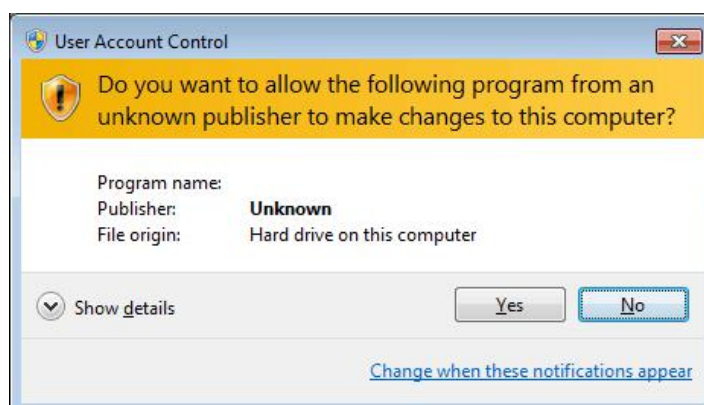 User Account Control
Do you want to allow the following program from an
unknown publisher to make changes to this computer?
Program name:
Publisher: Unknown
File origin: Hard drive on this computer
Show details Yes No
Change when these notifications appear